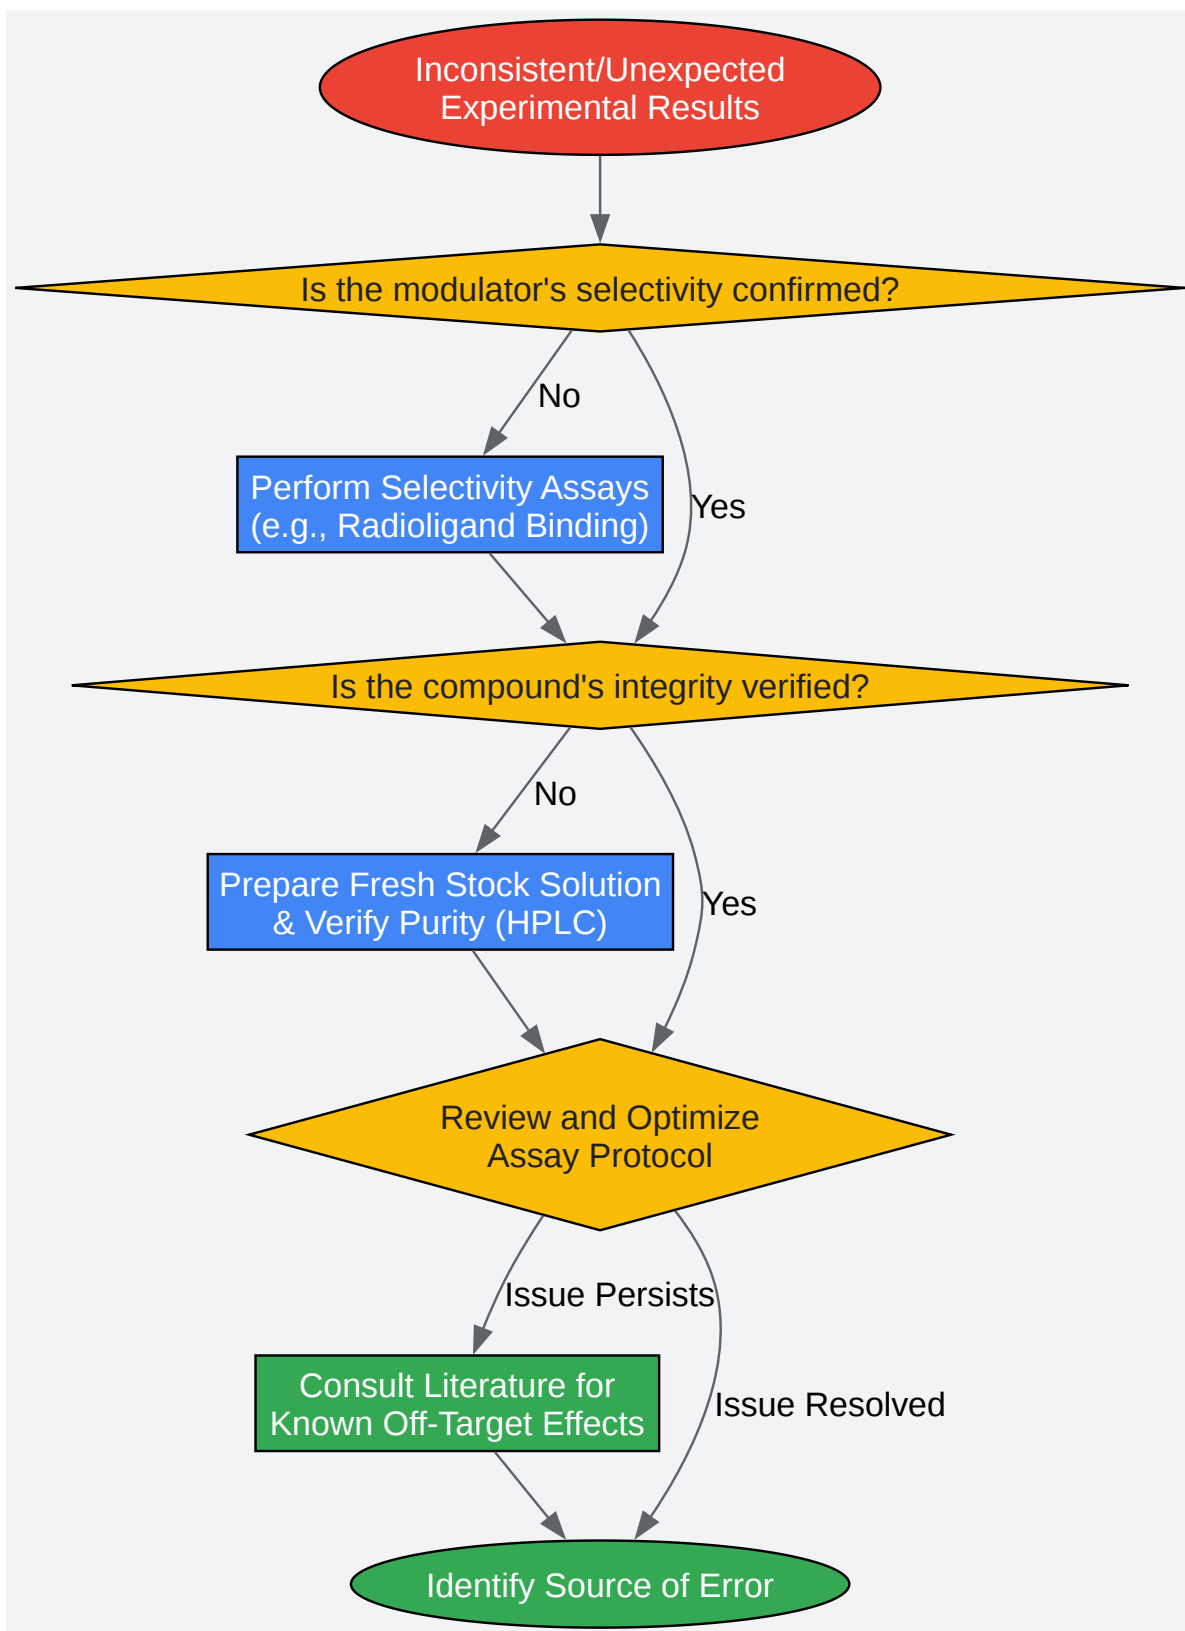 Inconsistent/Unexpected
Experimental Results
Is the modulator's selectivity confirmed?
No
Perform Selectivity Assays
(e.g., Radioligand Binding)
Yes
Is the compound's integrity verified?
No
Prepare Fresh Stock Solution
& Verify Purity (HPLC)
Yes
Review and Optimize
Assay Protocol
Issue Persists
Consult Literature for
Known Off-Target Effects
Issue Resolved
Identify Source of Error